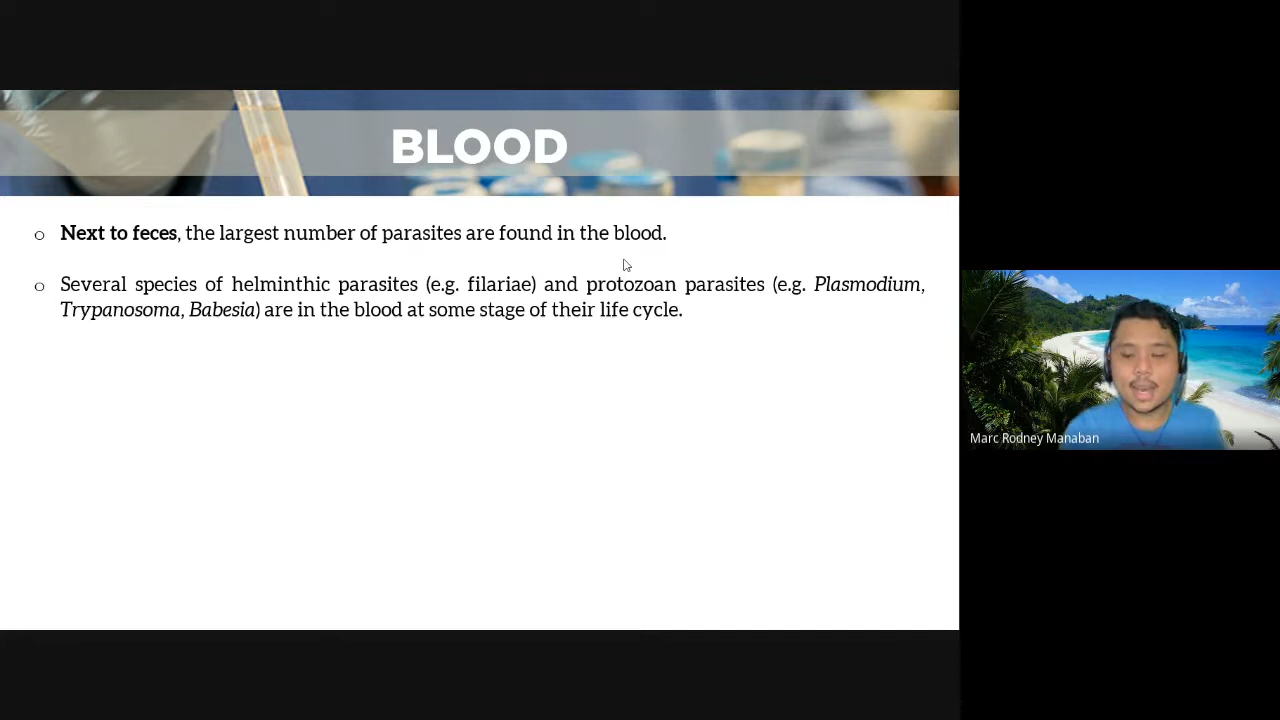 BLOOD
o Next to feces, the largest number of parasites are found in the blood.
o Several species of helminthic parasites (e.g. filariae) and protozoan parasites (e.g. Plasmodium,
Trypanosoma, Babesia) are in the blood at some stage of their life cycle.
Marc Rodney Manaban